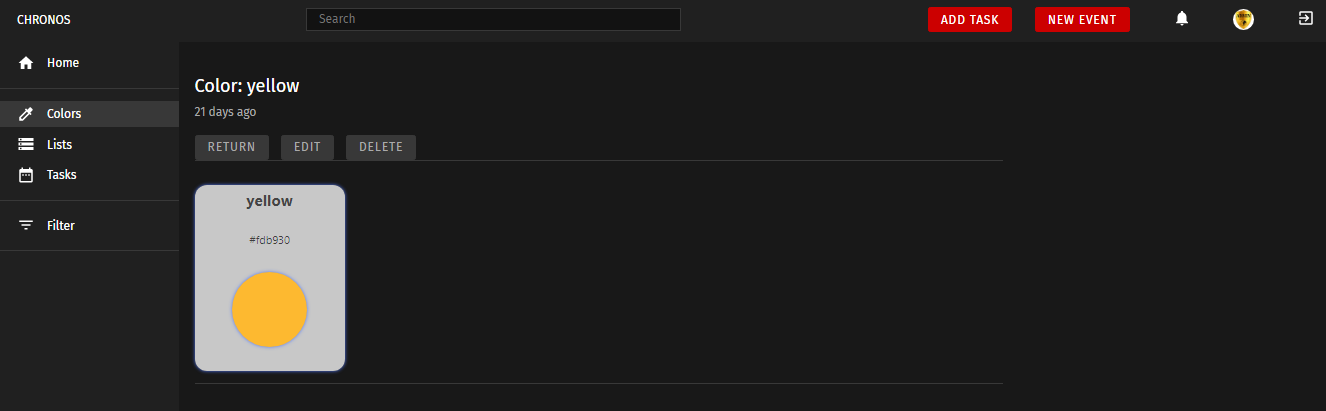 CHRONOS
Search
ADD TASK
NEW EVENT
Home
Colors
Lists
Tasks
Filter
Color: yellow
21 days ago
RETURN
EDIT
DELETE
yellow
#fdb930